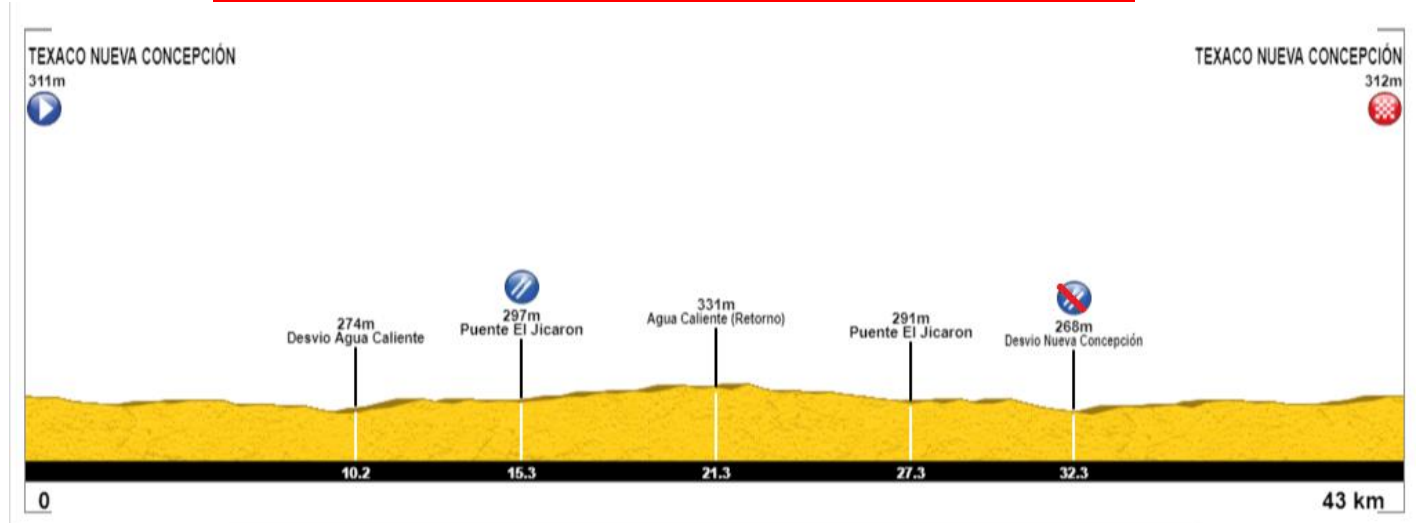 TEXACO NUEVA CONCEPCIÓN
311m
TEXACO NUEVA CONCEPCIÓN
312m
274m
Desvio Agua Caliente
297m
Puente El Jicaron
331m
Agua Caliente (Retorno)
291m
Puente El Jicaron
268m
Desvio Nueva Concepción
10.2
15.3
21.3
27.3
32.3
0
43 km